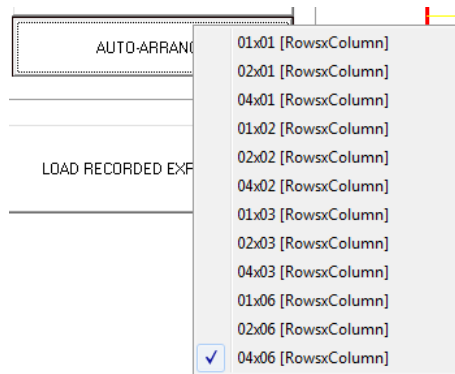 AUTO-ARRANG
01x01 [RowsxColumn]
02x01 [RowsxColumn]
04x01 [RowsxColumn]
01x02 [RowsxColumn]
02x02 [RowsxColumn]
04x02 [RowsxColumn]
LOAD RECORDED EXP
01x03 [RowsxColumn]
02x03 [RowsxColumn]
04x03 [RowsxColumn]
01x06 [RowsxColumn]
02x06 [RowsxColumn]
04x06 [RowsxColumn]